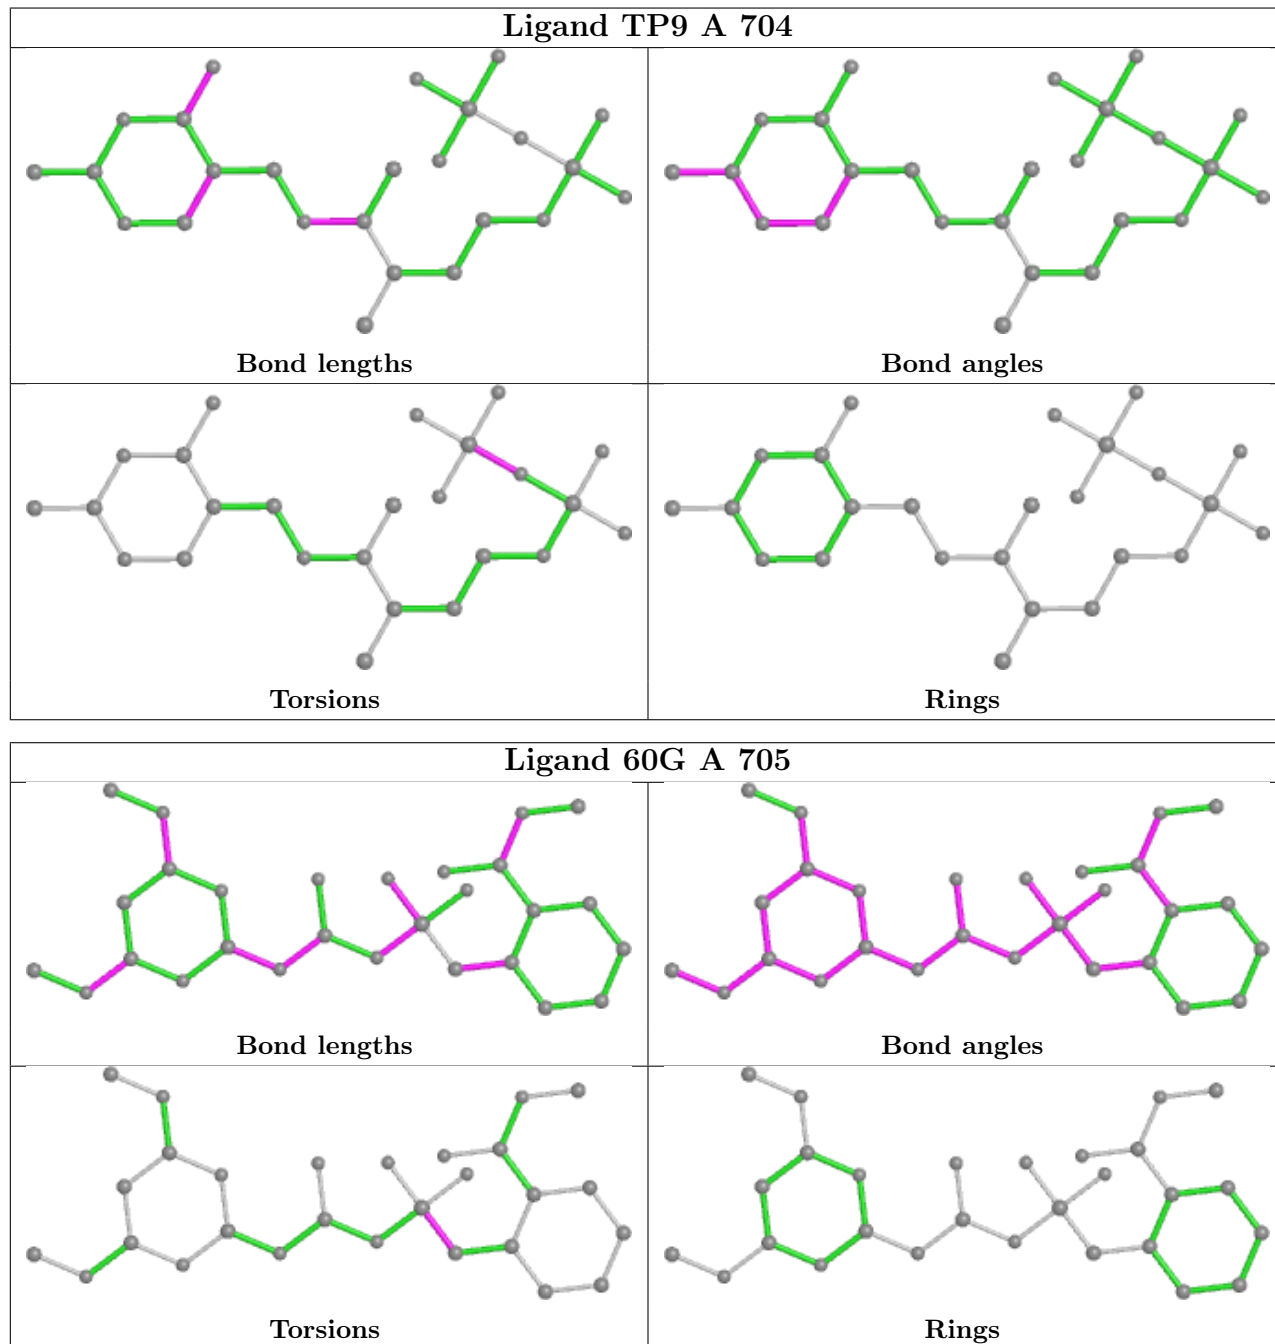 Ligand TP9 A 704
Bond lengths
Bond angles
Torsions
Rings
Ligand 60G A 705
Bond lengths
Bond angles
Torsions
Rings